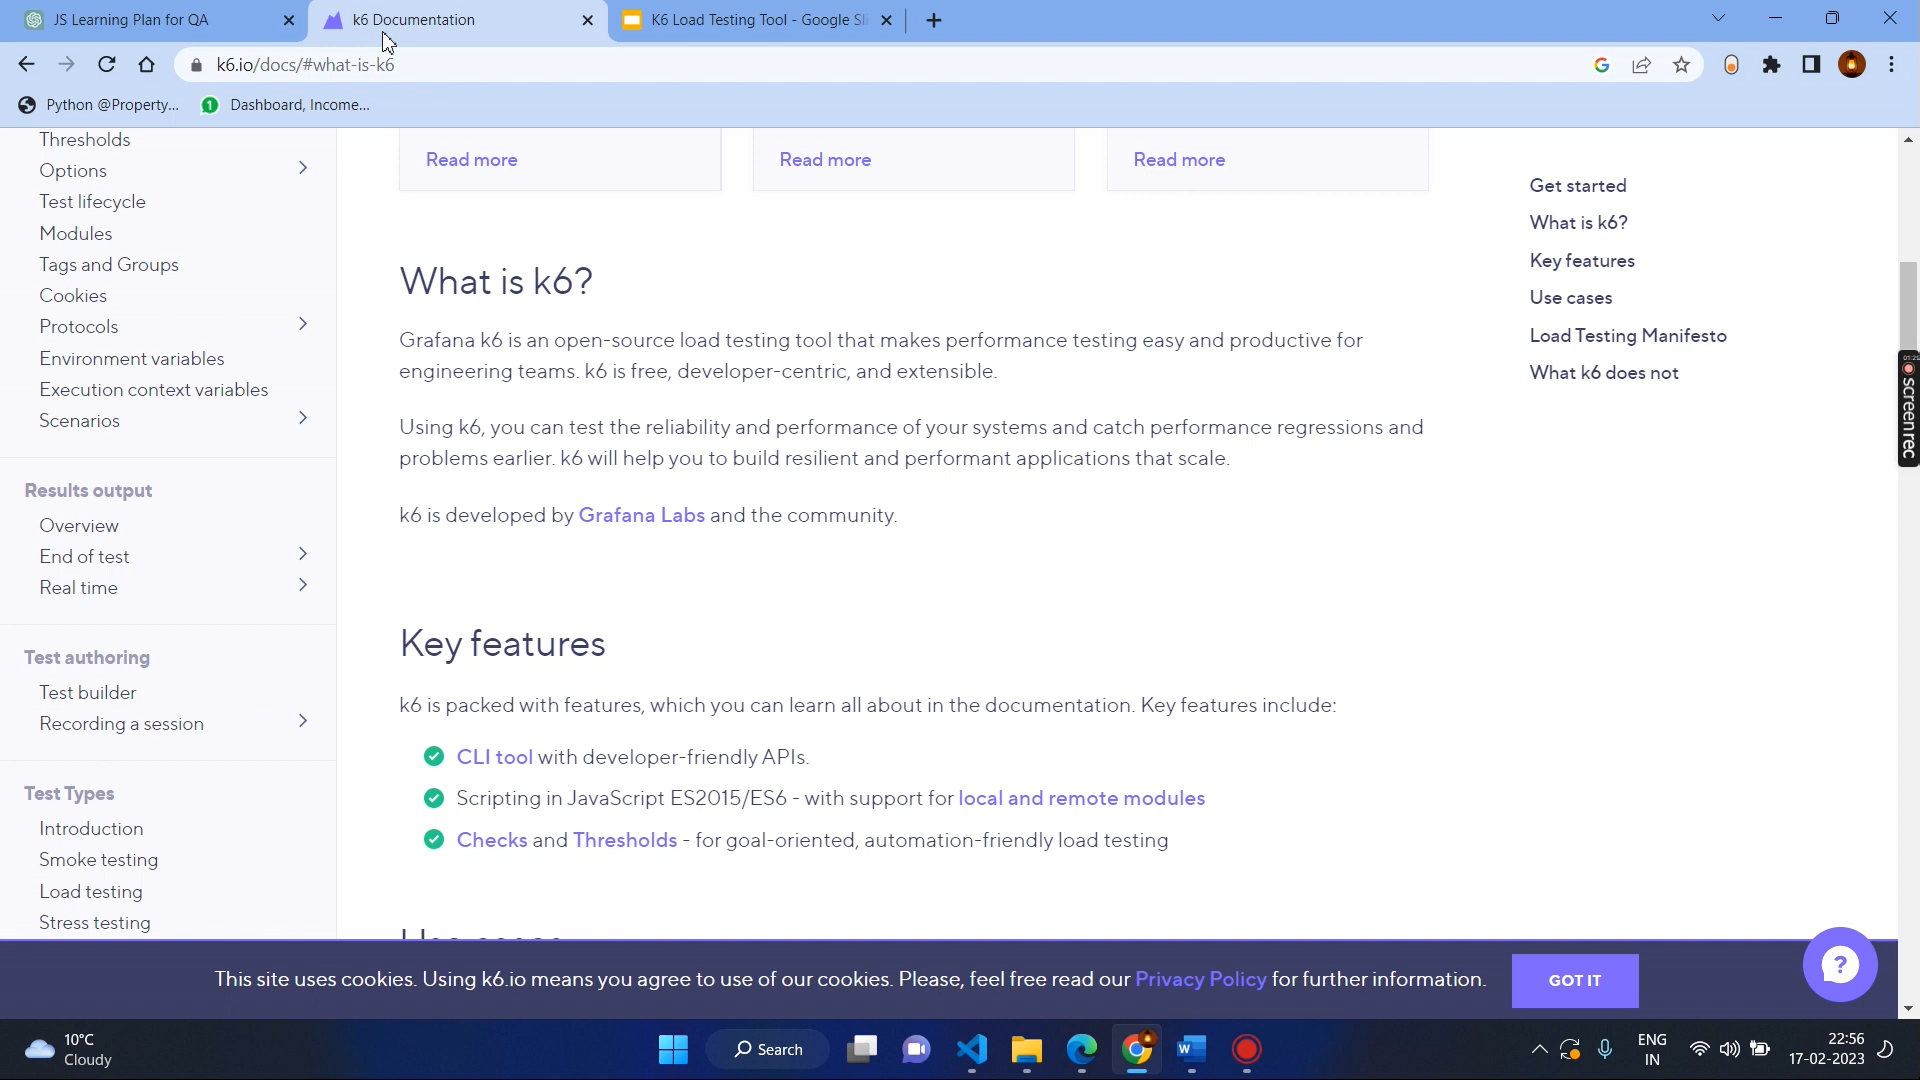 JS Learning Plan for QA
k6 Documentation
K6 Load Testing Tool - Google Sli
k6.io/docs/#what-is-k6
Python @Property...
Dashboard, Income...
Thresholds
Options
Test lifecycle
Modules
Tags and Groups
Cookies
Protocols
Environment variables
Execution context variables
Scenarios
Results output
Overview
End of test
Real time
Test authoring
Test builder
Recording a session
Test Types
Introduction
Smoke testing
Load testing
Stress testing
Read more
Read more
Read more
What is k6?
Grafana k6 is an open-source load testing tool that makes performance testing easy and productive for
engineering teams. k6 is free, developer-centric, and extensible.
Using k6, you can test the reliability and performance of your systems and catch performance regressions and
problems earlier. k6 will help you to build resilient and performant applications that scale.
k6 is developed by Grafana Labs and the community.
Key features
k6 is packed with features, which you can learn all about in the documentation. Key features include:
CLI tool with developer-friendly APIs.
Scripting in JavaScript ES2015/ES6 - with support for local and remote modules
Checks and Thresholds - for goal-oriented, automation-friendly load testing
Get started
What is k6?
Key features
Use cases
Load Testing Manifesto
What k6 does not
screenrec
This site uses cookies. Using k6.io means you agree to use of our cookies. Please, feel free read our Privacy Policy for further information.
GOT IT
10°C
Cloudy
Search
ENG
IN
22:56
17-02-2023